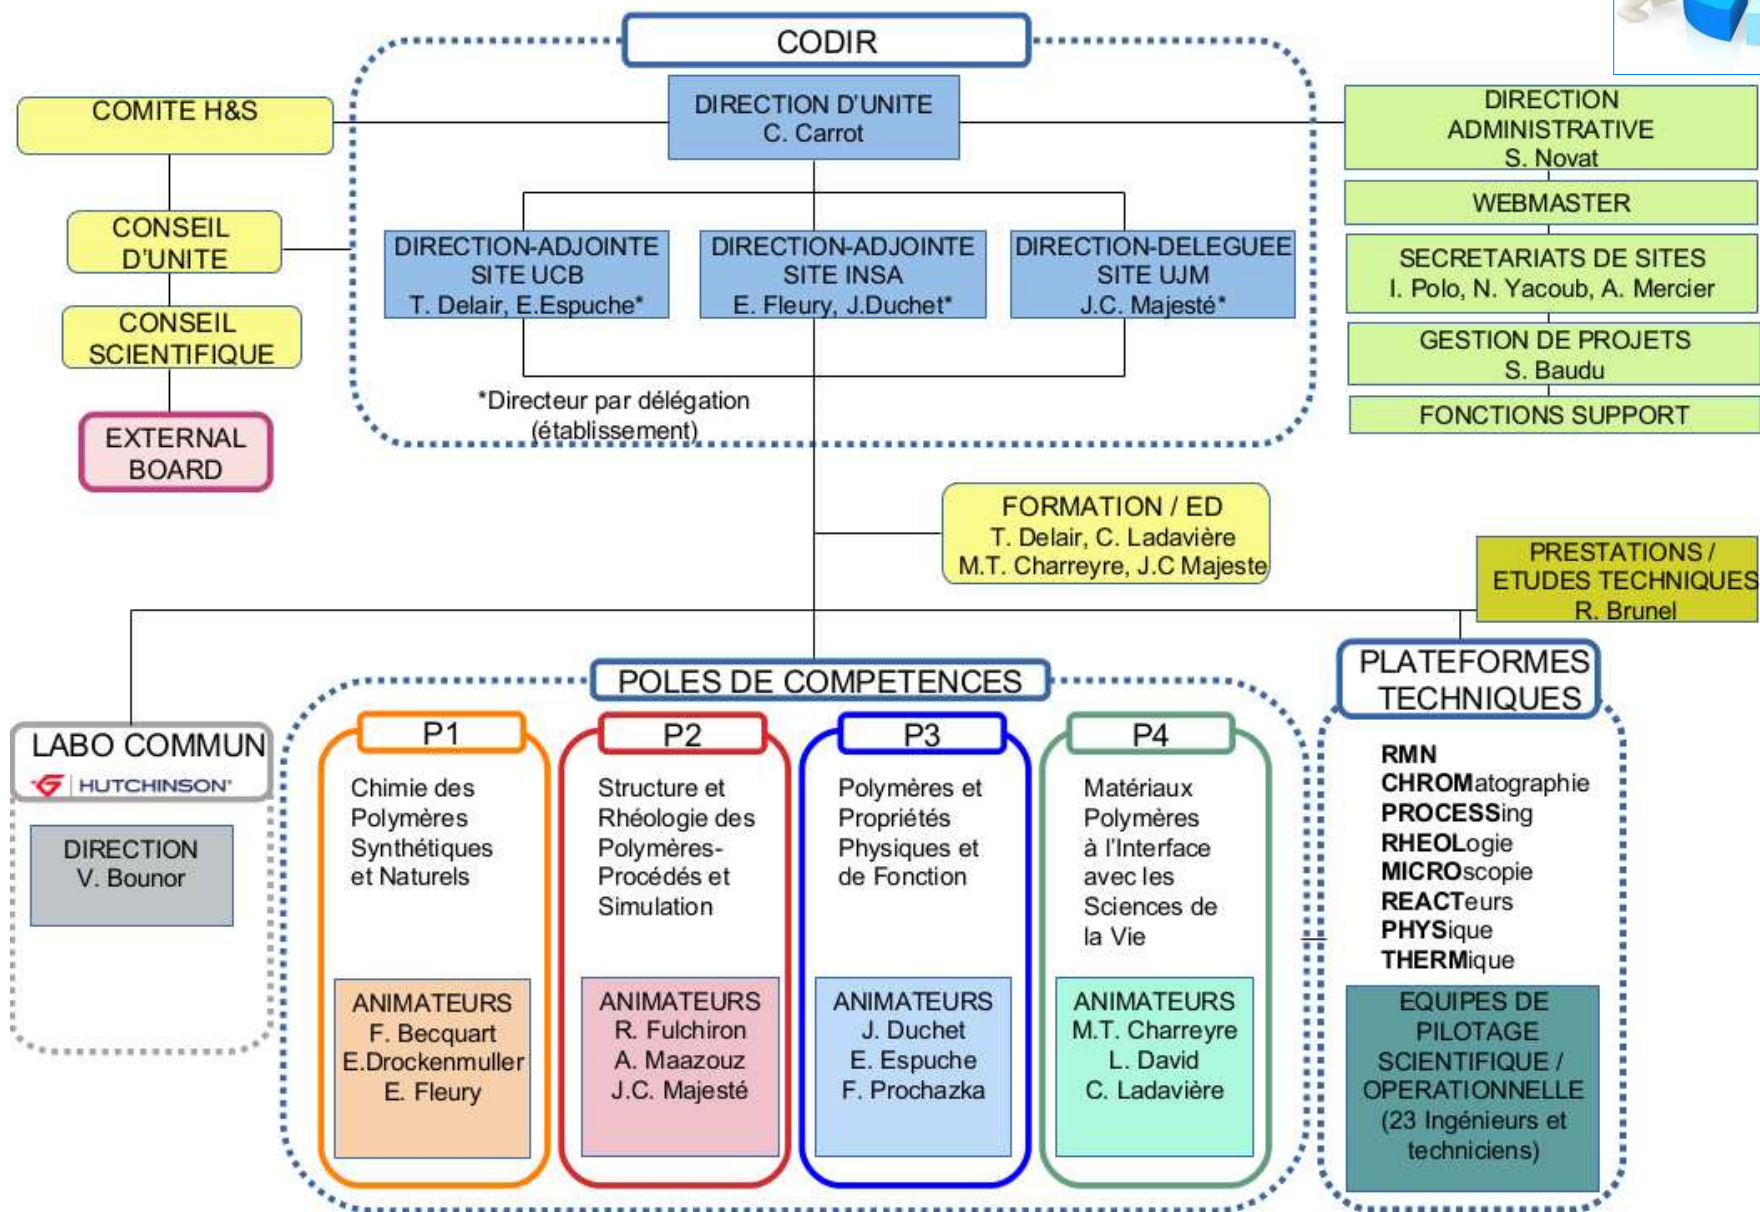 CODIR
DIRECTION D'UNITE
C. Carrot
COMITE H&S
CONSEIL
D'UNITE
CONSEIL
SCIENTIFIQUE
EXTERNAL
BOARD
DIRECTION-ADJOINTE
SITE UCB
T. Delair, E.Espuche*
DIRECTION-ADJOINTE
SITE INSA
E. Fleury, J.Duchet*
DIRECTION-DELEGUEE
SITE UJM
J.C. Majesté*
*Directeur par délégation
(établissement)
DIRECTION
ADMINISTRATIVE
S. Novat
WEBMASTER
SECRETARIATS DE SITES
I. Polo, N. Yacoub, A. Mercier
GESTION DE PROJETS
S. Baudu
FONCTIONS SUPPORT
FORMATION / ED
T. Delair, C. Ladavière
M.T. Charreyre, J.C Majeste
PRESTATIONS /
ETUDES TECHNIQUES
R. Brunel
LABO COMMUN
HUTCHINSON
DIRECTION
V. Bounor
POLES DE COMPETENCES
P1
Chimie des
Polymères
Synthétiques
et Naturels
ANIMATEURS
F. Becquart
E.Drockenmuller
E. Fleury
P2
Structure et
Rhéologie des
Polymères-
Procédés et
Simulation
ANIMATEURS
R. Fulchiron
A. Maazouz
J.C. Majesté
P3
Polymères et
Propriétés
Physiques et
de Fonction
ANIMATEURS
J. Duchet
E. Espuche
F. Prochazka
P4
Matériaux
Polymères
à l'Interface
avec les
Sciences de
la Vie
ANIMATEURS
M.T. Charreyre
L. David
C. Ladavière
PLATEFORMES
TECHNIQUES
RMN
CHROMatographie
PROCESSing
RHEOLogie
MICROscopie
REACTeurs
PHYSique
THERMique
EQUIPES DE
PILOTAGE
SCIENTIFIQUE /
OPERATIONNELLE
(23 Ingénieurs et
techniciens)